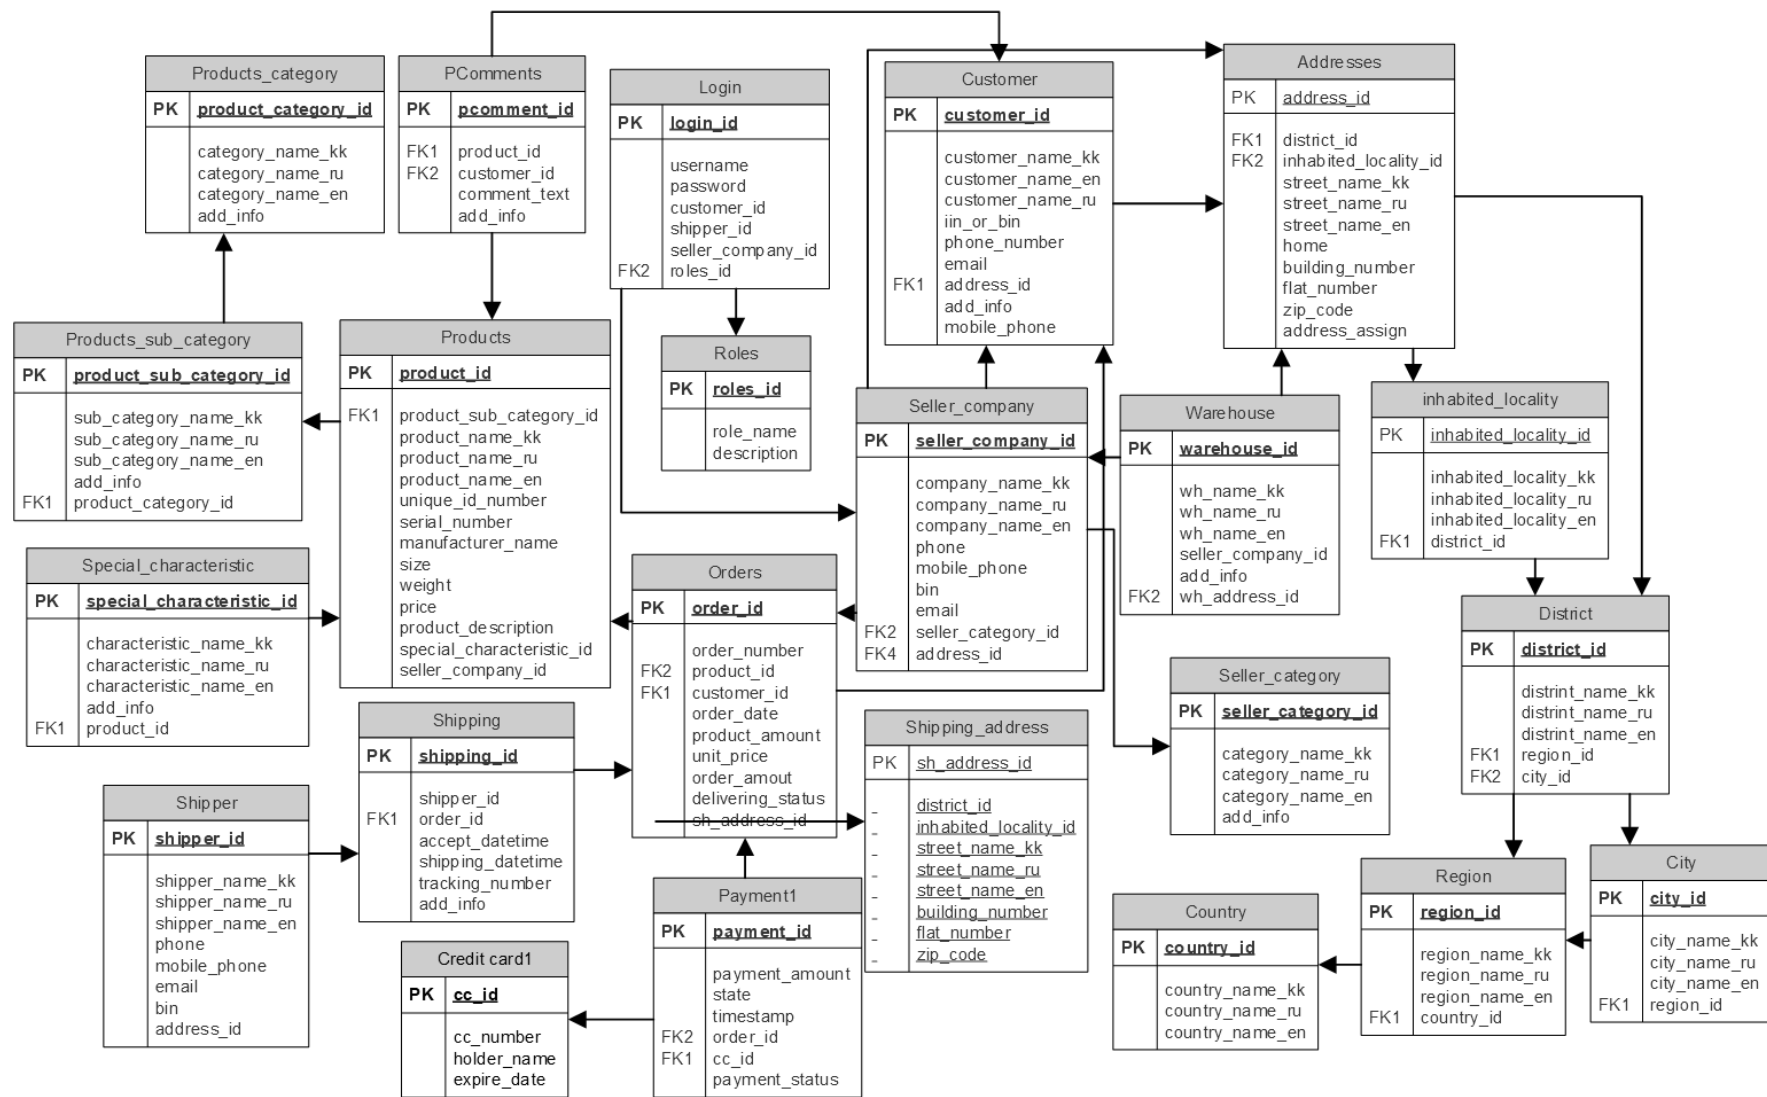 Products_category
PK product_category_id
category_name_kk
category_name_ru
category_name_en
add_info
PComments
PK pcomment_id
FK1 product_id
FK2 customer_id
comment_text
add_info
Login
PK login_id
username
password
customer_id
shipper_id
seller_company_id
FK2 roles_id
Customer
PK customer_id
customer_name_kk
customer_name_en
customer_name_ru
iin_or_bin
phone_number
email
FK1 address_id
add_info
mobile_phone
Addresses
PK address_id
FK1 district_id
FK2 inhabited_locality_id
street_name_kk
street_name_ru
street_name_en
home
building_number
flat_number
zip_code
address_assign
Products_sub_category
PK product_sub_category_id
sub_category_name_kk
sub_category_name_ru
sub_category_name_en
add_info
FK1 product_category_id
Products
PK product_id
FK1 product_sub_category_id
product_name_kk
product_name_ru
product_name_en
unique_id_number
serial_number
manufacturer_name
size
weight
price
product_description
special_characteristic_id
seller_company_id
Roles
PK roles_id
role_name
description
Seller_company
PK seller_company_id
company_name_kk
company_name_ru
company_name_en
phone
mobile_phone
bin
email
FK2 seller_category_id
FK4 address_id
Warehouse
PK warehouse_id
wh_name_kk
wh_name_ru
wh_name_en
seller_company_id
add_info
FK2 wh_address_id
inhabited_locality
PK inhabited_locality_id
inhabited_locality_kk
inhabited_locality_ru
inhabited_locality_en
FK1 district_id
Special_characteristic
PK special_characteristic_id
characteristic_name_kk
characteristic_name_ru
characteristic_name_en
add_info
FK1 product_id
Orders
PK order_id
order_number
FK2 product_id
FK1 customer_id
order_date
product_amount
unit_price
order_amout
delivering_status
sh_address_id
District
PK district_id
distrint_name_kk
distrint_name_ru
distrint_name_en
FK1 region_id
FK2 city_id
Seller_category
PK seller_category_id
category_name_kk
category_name_ru
category_name_en
add_info
Shipping
PK shipping_id
shipper_id
FK1 order_id
accept_datetime
shipping_datetime
tracking_number
add_info
Shipping_address
PK sh_address_id
- district_id
- inhabited_locality_id
- street_name_kk
- street_name_ru
- street_name_en
- building_number
- flat_number
- zip_code
Shipper
PK shipper_id
shipper_name_kk
shipper_name_ru
shipper_name_en
phone
mobile_phone
email
bin
address_id
Payment1
PK payment_id
payment_amount
state
timestamp
FK2 order_id
FK1 cc_id
payment_status
Credit card1
PK cc_id
cc_number
holder_name
expire_date
Country
PK country_id
country_name_kk
country_name_ru
country_name_en
Region
PK region_id
region_name_kk
region_name_ru
region_name_en
FK1 country_id
City
PK city_id
city_name_kk
city_name_ru
city_name_en
FK1 region_id